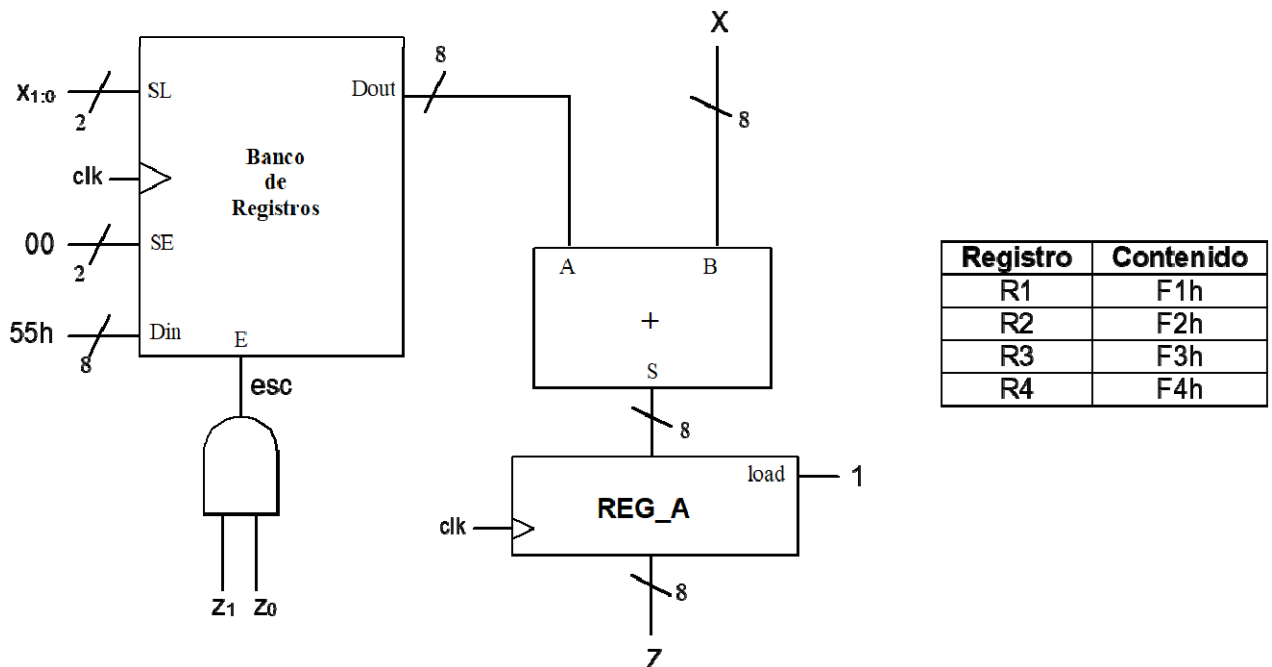 X
8
8
X1:0
2
SL
Dout
clk
Banco
de
Registros
00
2
SE
55h
8
Din
E
esc
Z1 Z0
A B
+
S
8
load
1
REG_A
clk
8
Z
Registro Contenido
R1 F1h
R2 F2h
R3 F3h
R4 F4h